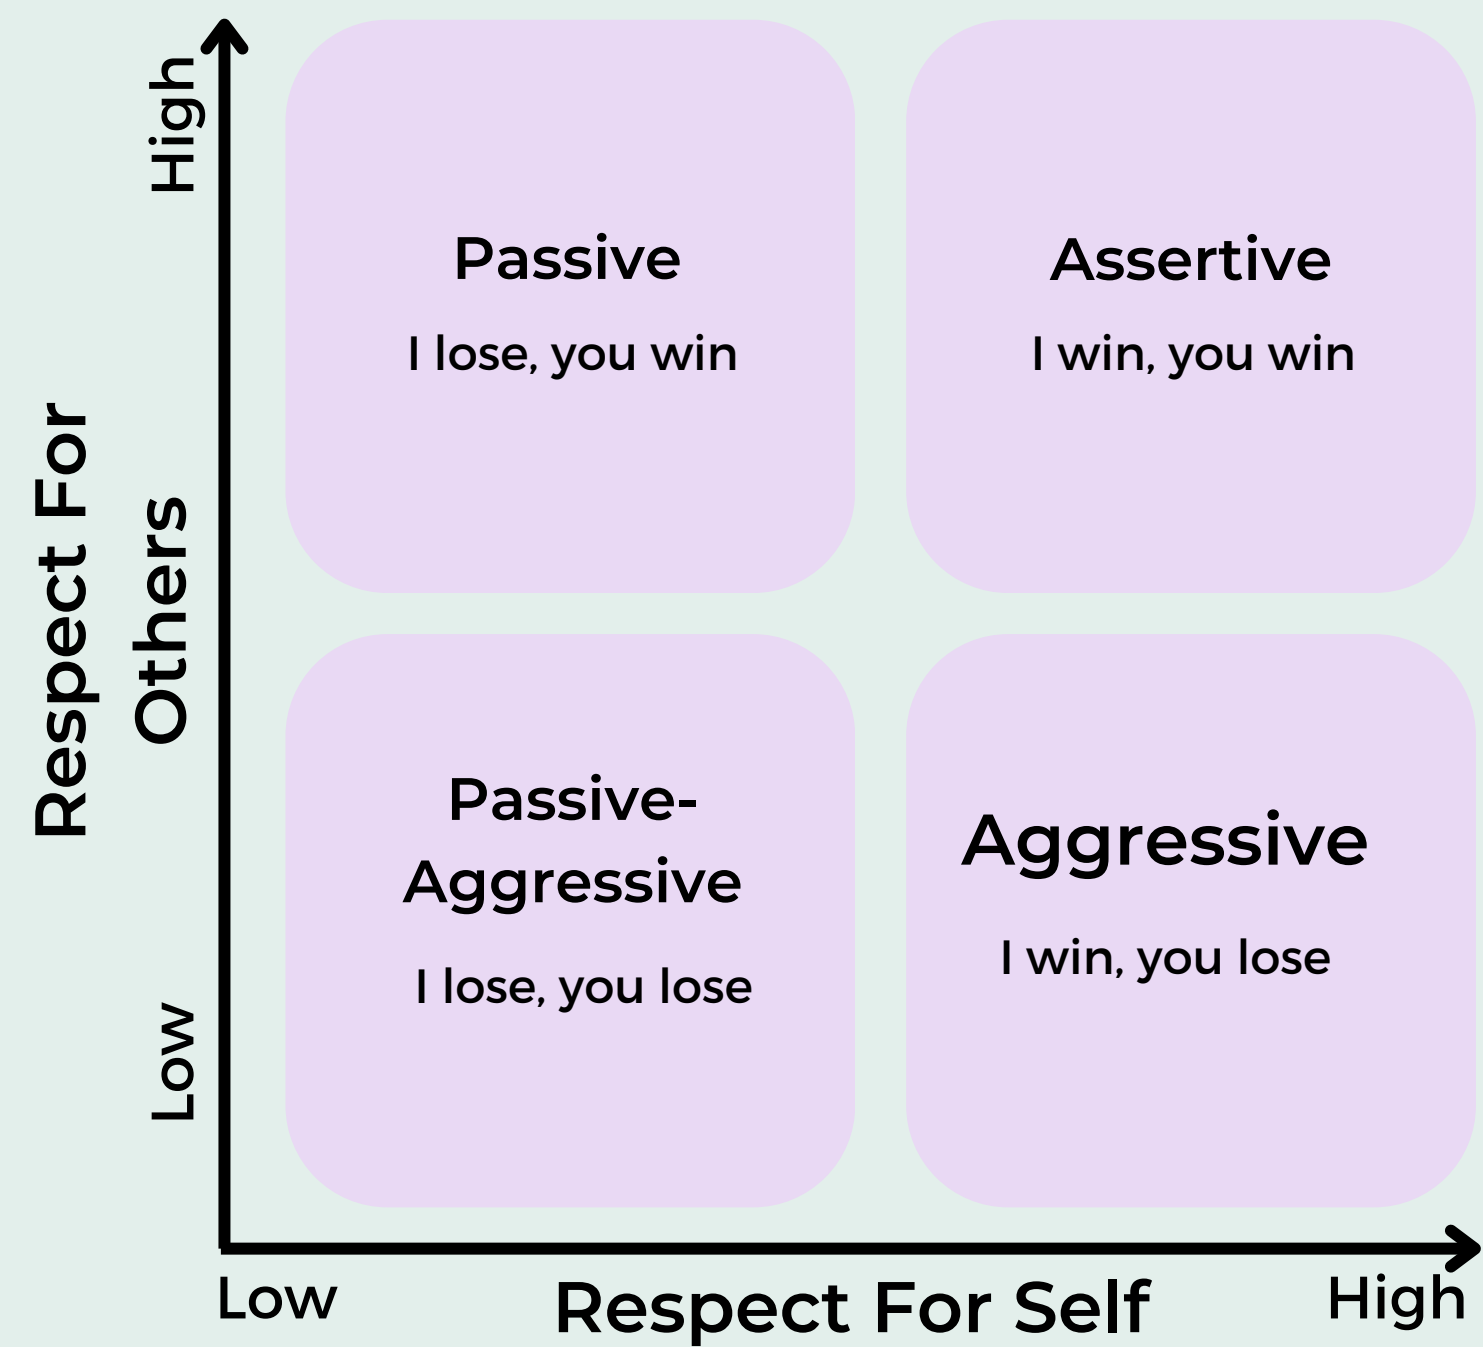 High
Respect For
Others
Low
Passive
I lose, you win
Assertive
I win, you win
Passive-
Aggressive
I lose, you lose
Aggressive
I win, you lose
Low
Respect For Self
High